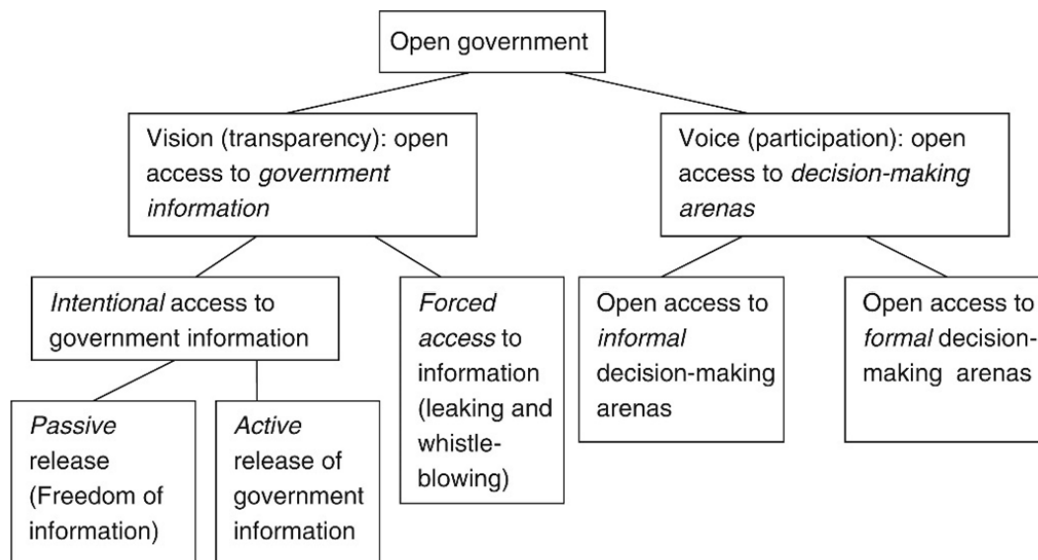 Open government
Vision (transparency): open
access to government
information
Voice (participation): open
access to decision-making
arenas
Intentional access to
government information
Forced
access to
information
(leaking and
whistle-
blowing)
Open access to
informal
decision-making
arenas
Open access to
formal decision-
making arenas
Passive
release
(Freedom of
information)
Active
release of
government
information